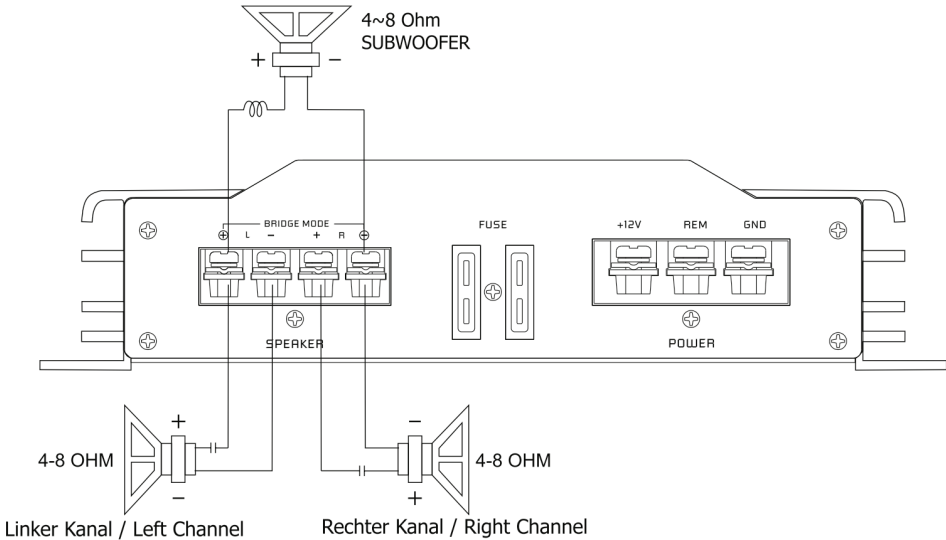 4~8 Ohm
SUBWOOFER
+ -
BRIDGE MODE
⊕ L - + R ⊖
FUSE
+12V REM GND
SPEAKER
POWER
+ -
4-8 OHM 4-8 OHM
- +
Linker Kanal / Left Channel
Rechter Kanal / Right Channel